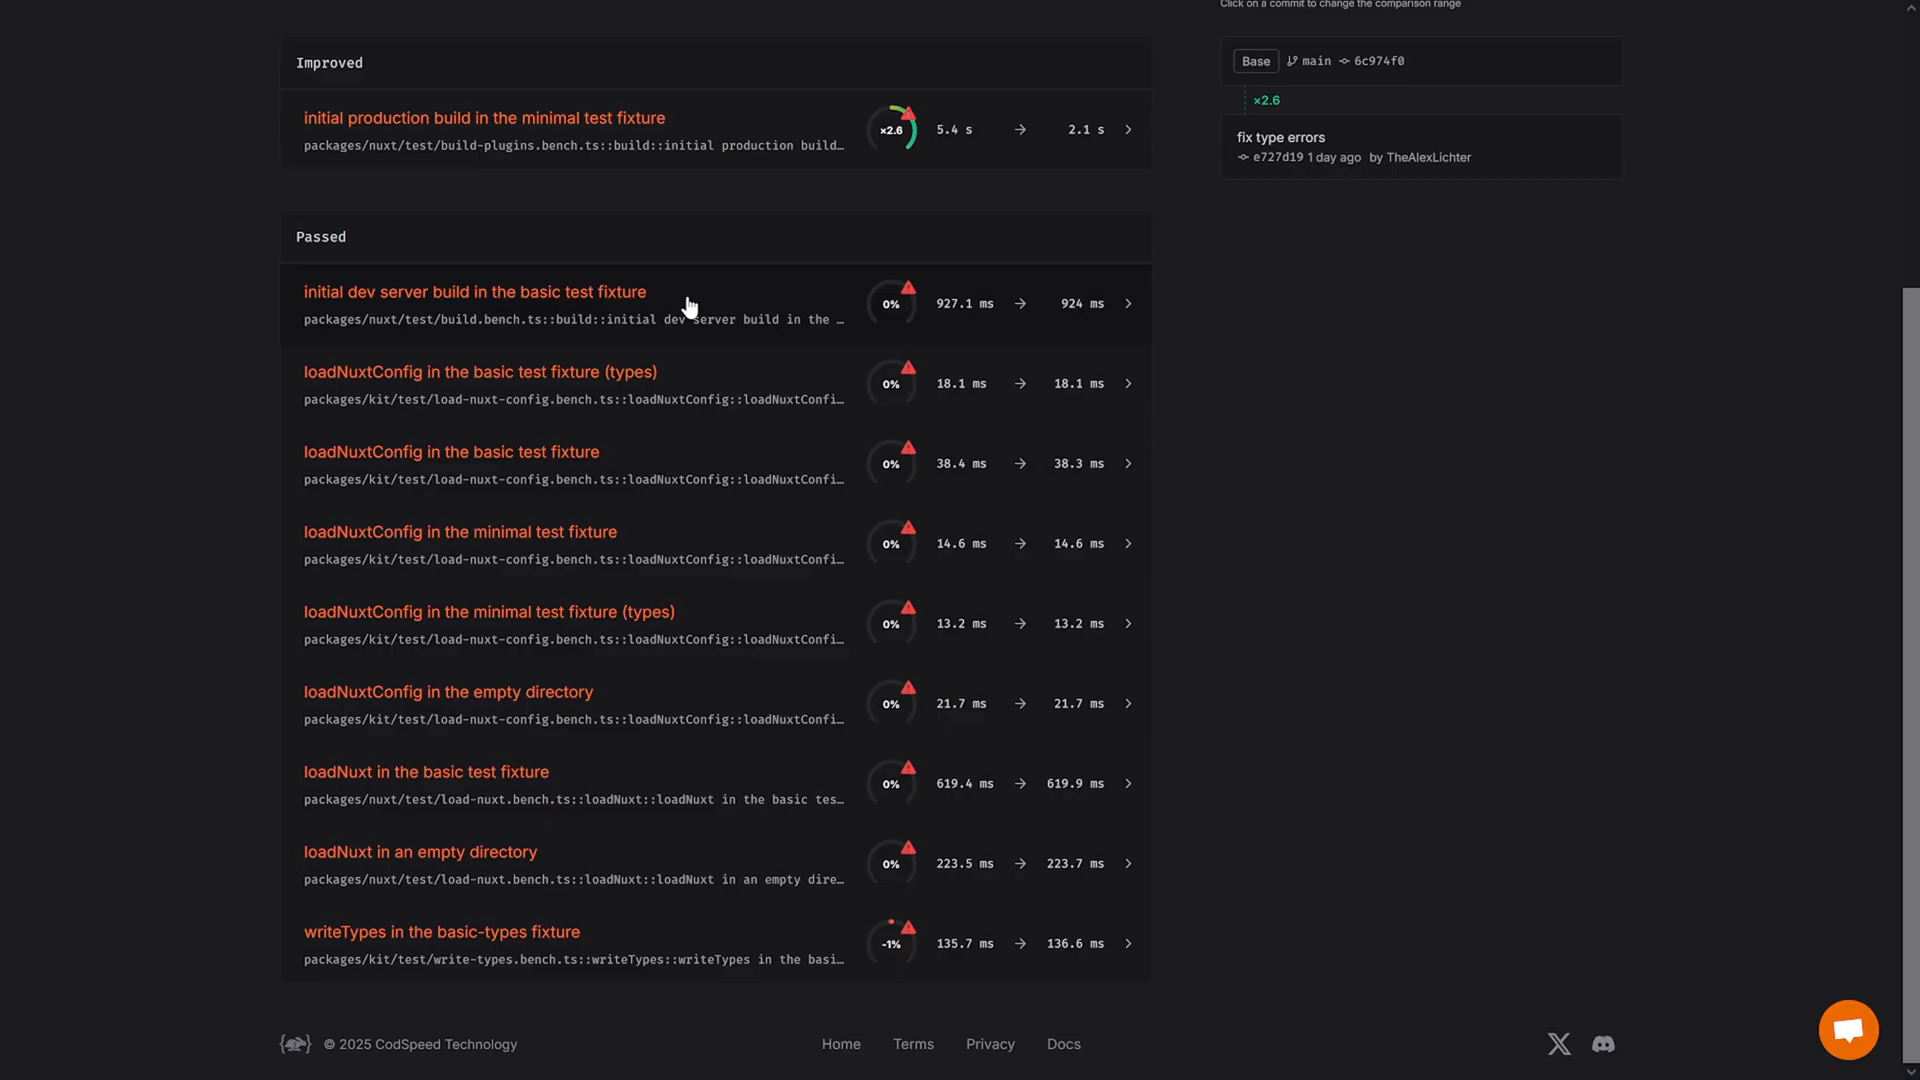 Click on a commit to change the comparison range
Improved
initial production build in the minimal test fixture
packages/nuxt/test/build-plugins.bench.ts::build::initial production build…
×2.6
5.4 s → 2.1 s
Base main 6c974f0
×2.6
fix type errors
e727d19 1 day ago by TheAlexLichter
Passed
initial dev server build in the basic test fixture
packages/nuxt/test/build.bench.ts::build::initial dev server build in the …
0%
927.1 ms → 924 ms
loadNuxtConfig in the basic test fixture (types)
packages/kit/test/load-nuxt-config.bench.ts::loadNuxtConfig::loadNuxtConfi…
0%
18.1 ms → 18.1 ms
loadNuxtConfig in the basic test fixture
packages/kit/test/load-nuxt-config.bench.ts::loadNuxtConfig::loadNuxtConfi…
0%
38.4 ms → 38.3 ms
loadNuxtConfig in the minimal test fixture
packages/kit/test/load-nuxt-config.bench.ts::loadNuxtConfig::loadNuxtConfi…
0%
14.6 ms → 14.6 ms
loadNuxtConfig in the minimal test fixture (types)
packages/kit/test/load-nuxt-config.bench.ts::loadNuxtConfig::loadNuxtConfi…
0%
13.2 ms → 13.2 ms
loadNuxtConfig in the empty directory
packages/kit/test/load-nuxt-config.bench.ts::loadNuxtConfig::loadNuxtConfi…
0%
21.7 ms → 21.7 ms
loadNuxt in the basic test fixture
packages/nuxt/test/load-nuxt.bench.ts::loadNuxt::loadNuxt in the basic tes…
0%
619.4 ms → 619.9 ms
loadNuxt in an empty directory
packages/nuxt/test/load-nuxt.bench.ts::loadNuxt::loadNuxt in an empty dire…
0%
223.5 ms → 223.7 ms
writeTypes in the basic-types fixture
packages/kit/test/write-types.bench.ts::writeTypes::writeTypes in the basi…
-1%
135.7 ms → 136.6 ms
© 2025 CodSpeed Technology
Home Terms Privacy Docs